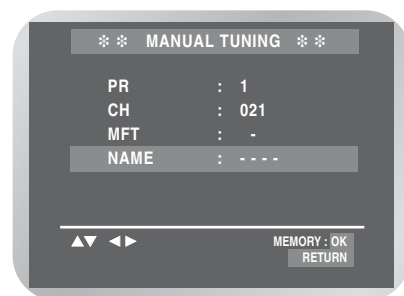 ❇ ❇ MANUAL TUNING ❇ ❇
PR : 1
CH : 021
MFT : -
NAME : - - - -
▲▼ ◄► MEMORY : OK
RETURN